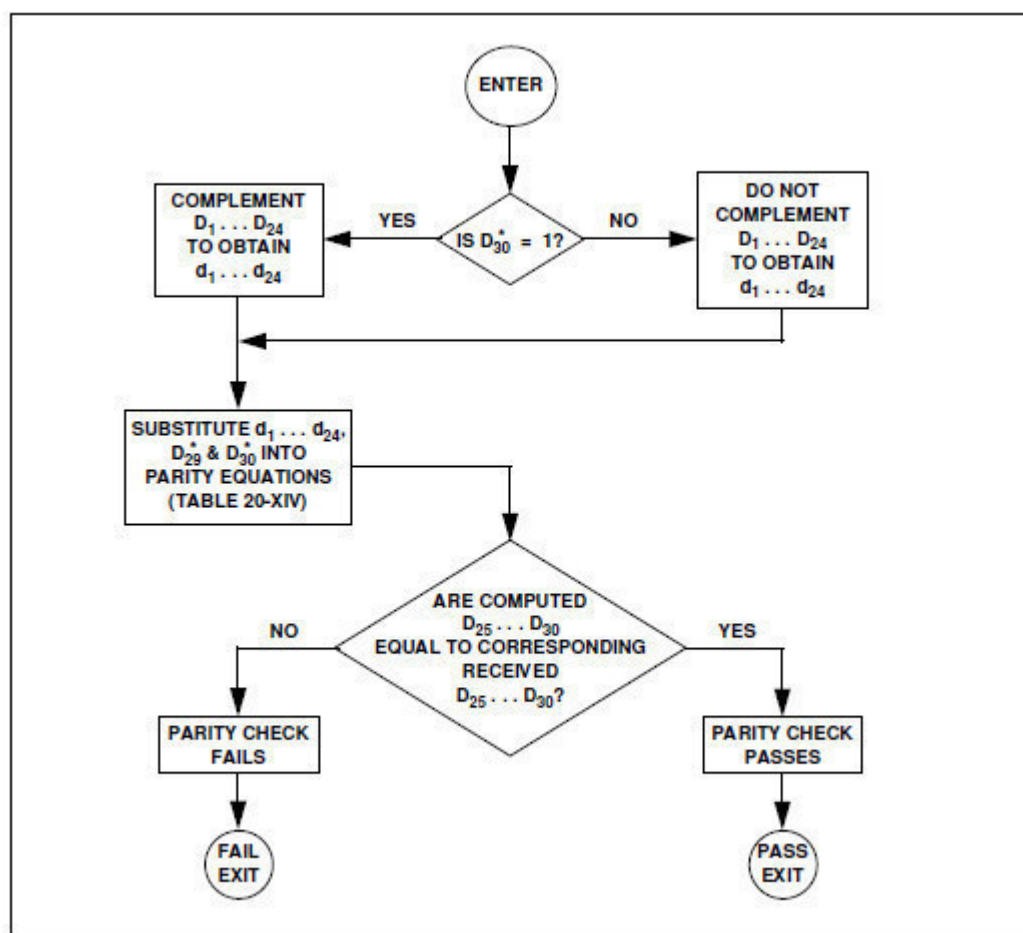 ENTER
COMPLEMENT
D₁ . . . D₂₄
TO OBTAIN
d₁ . . . d₂₄
YES
IS D*₃₀ = 1?
NO
DO NOT
COMPLEMENT
D₁ . . . D₂₄
TO OBTAIN
d₁ . . . d₂₄
SUBSTITUTE d₁ . . . d₂₄,
D*₂₉ & D*₃₀ INTO
PARITY EQUATIONS
(TABLE 20-XIV)
ARE COMPUTED
D₂₅ . . . D₃₀
EQUAL TO CORRESPONDING
RECEIVED
D₂₅ . . . D₃₀?
NO
YES
PARITY CHECK
FAILS
PARITY CHECK
PASSES
FAIL
EXIT
PASS
EXIT